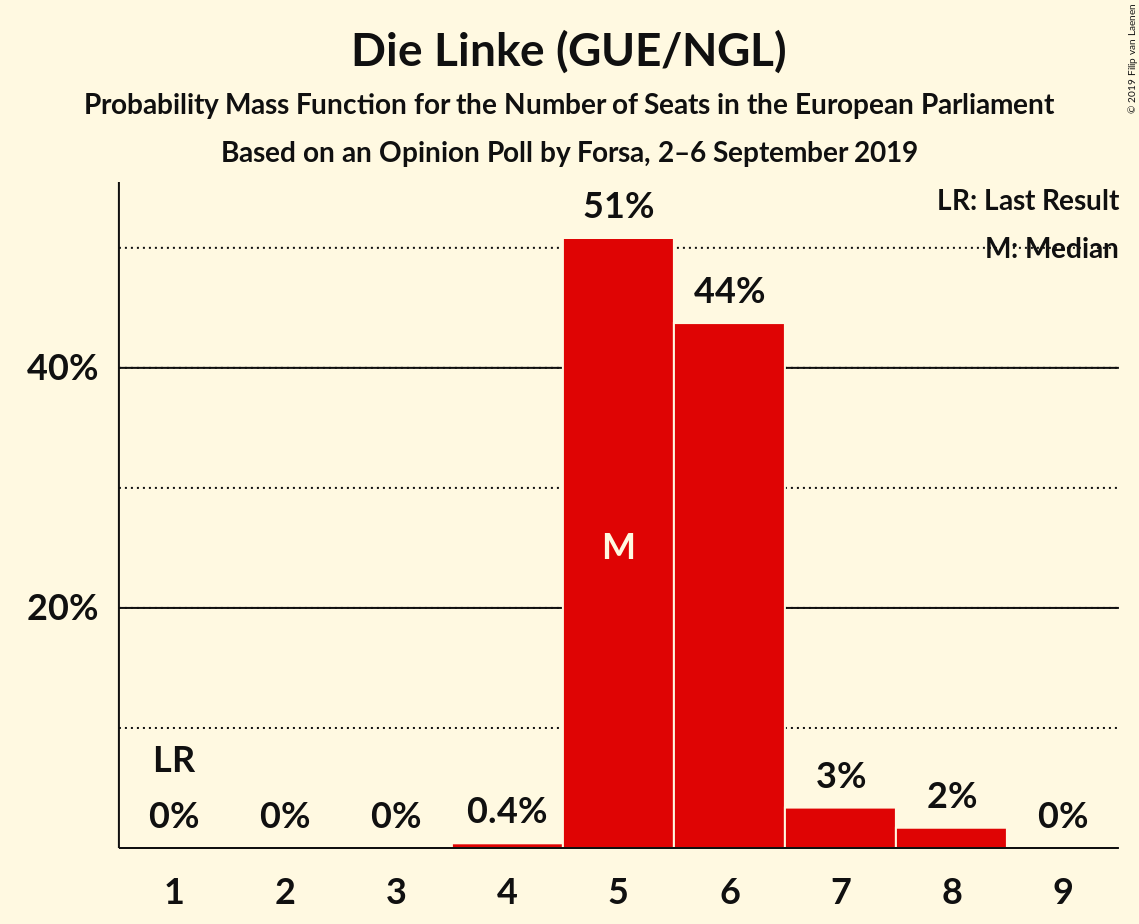 Die Linke (GUE/NGL)
Probability Mass Function for the Number of Seats in the European Parliament
Based on an Opinion Poll by Forsa, 2–6 September 2019
© 2019 Filip van Laenen
LR: Last Result
M: Median
51%
44%
40%
M
20%
LR
0%
0%
0%
0.4%
3%
2%
0%
1 2 3 4 5 6 7 8 9